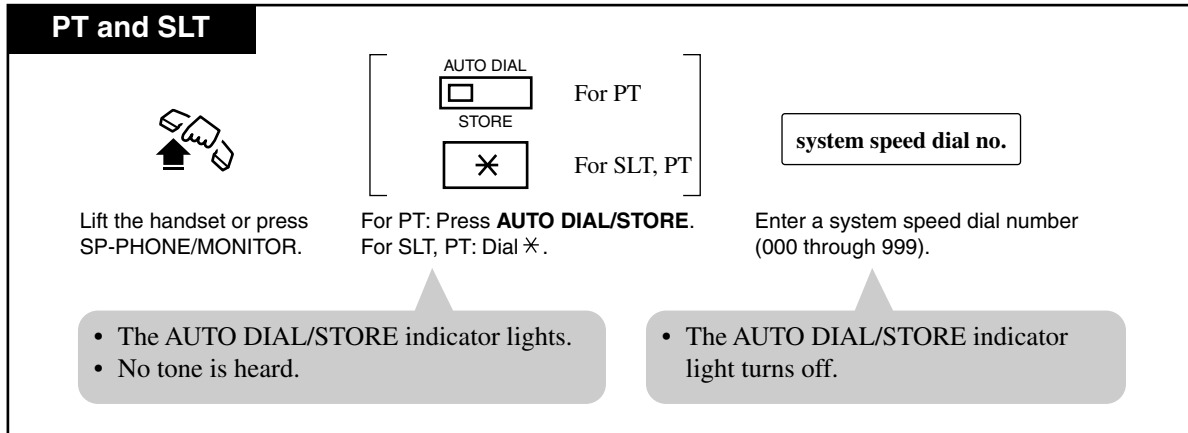 PT and SLT
AUTO DIAL
For PT
STORE
For SLT, PT
system speed dial no.
Lift the handset or press
SP-PHONE/MONITOR.
For PT: Press AUTO DIAL/STORE.
For SLT, PT: Dial ✳.
Enter a system speed dial number
(000 through 999).
• The AUTO DIAL/STORE indicator lights.
• No tone is heard.
• The AUTO DIAL/STORE indicator
light turns off.